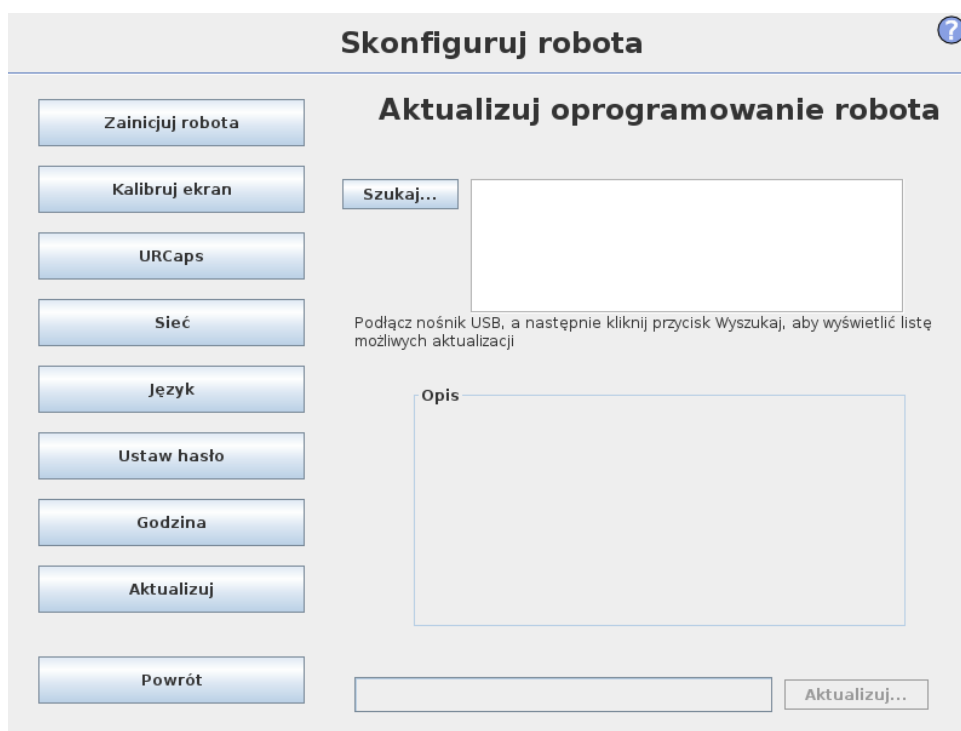 Skonfiguruj robota
?
Zainicjuj robota
Kalibruj ekran
URCaps
Sieć
Język
Ustaw hasło
Godzina
Aktualizuj
Powrót
Aktualizuj oprogramowanie robota
Szukaj...
Podłącz nośnik USB, a następnie kliknij przycisk Wyszukaj, aby wyświetlić listę
możliwych aktualizacji
Opis
Aktualizuj...